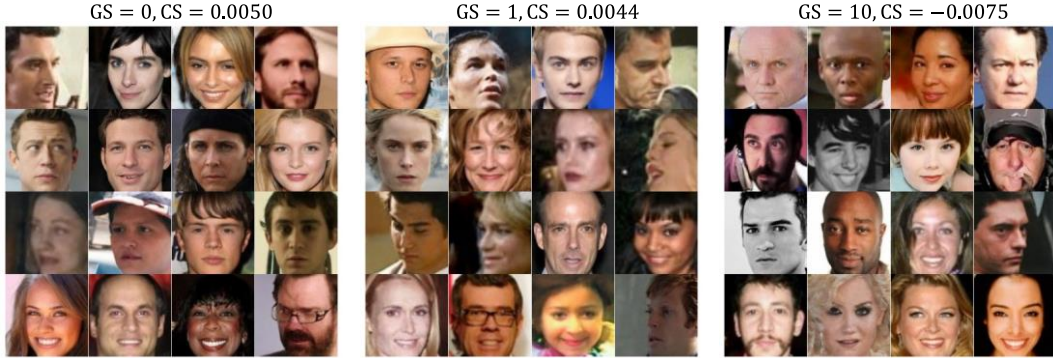 GS = 0, CS = 0.0050
GS = 1, CS = 0.0044
GS = 10, CS = −0.0075